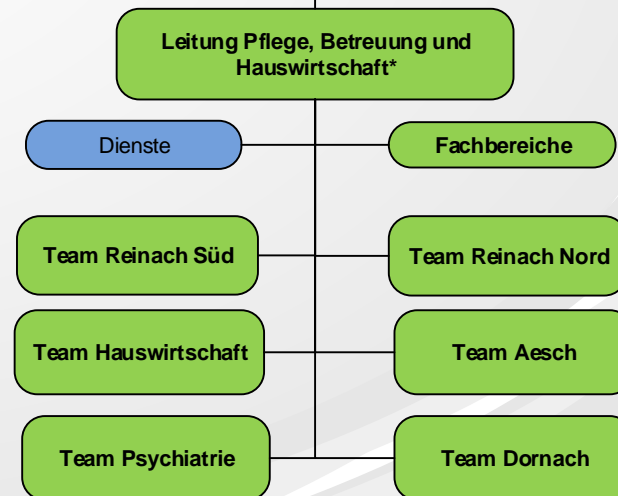 Leitung Pflege, Betreuung und
Hauswirtschaft*
Dienste
Fachbereiche
Team Reinach Süd
Team Reinach Nord
Team Hauswirtschaft
Team Aesch
Team Psychiatrie
Team Dornach